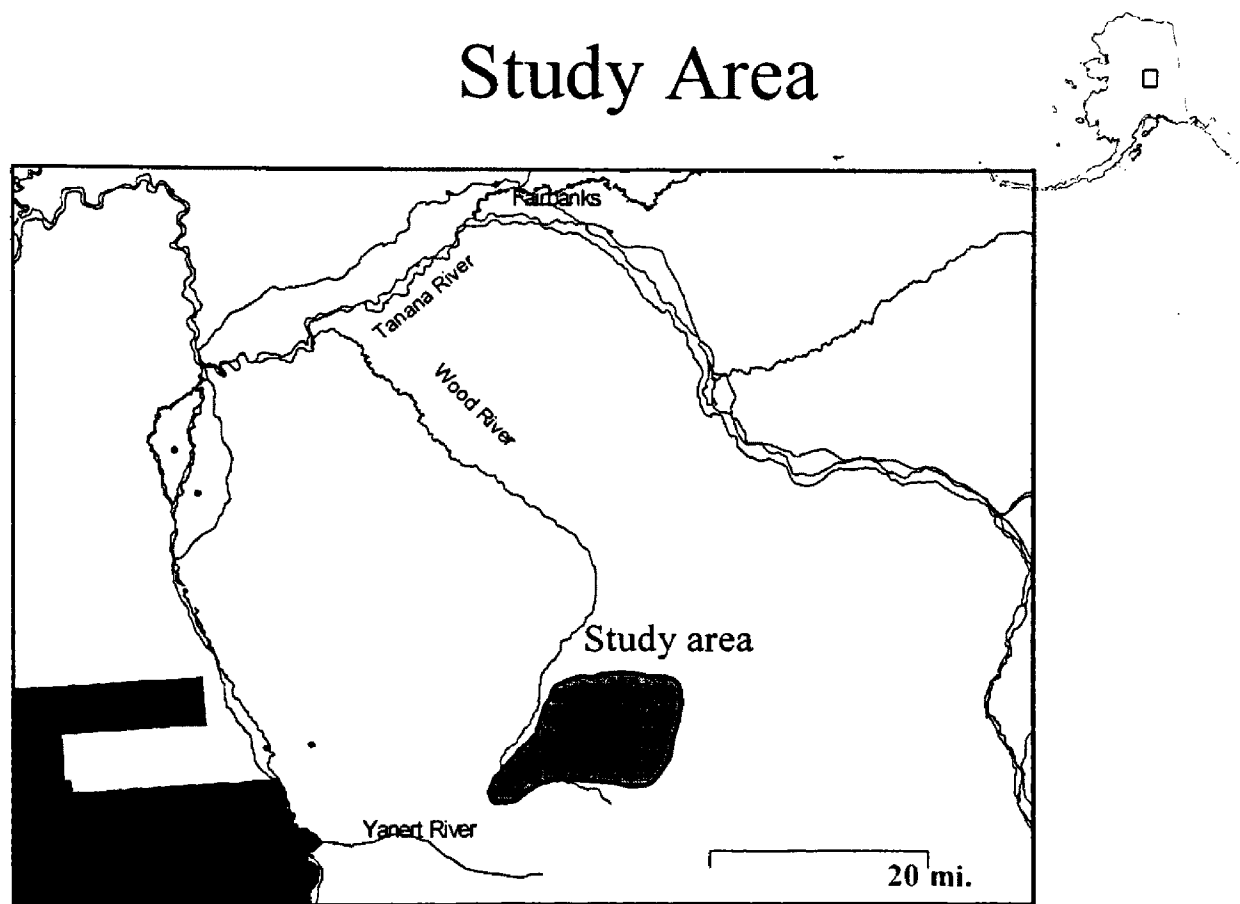 Study Area
Fairbanks
Tanana River
Wood River
Study area
Yanert River
20 mi.